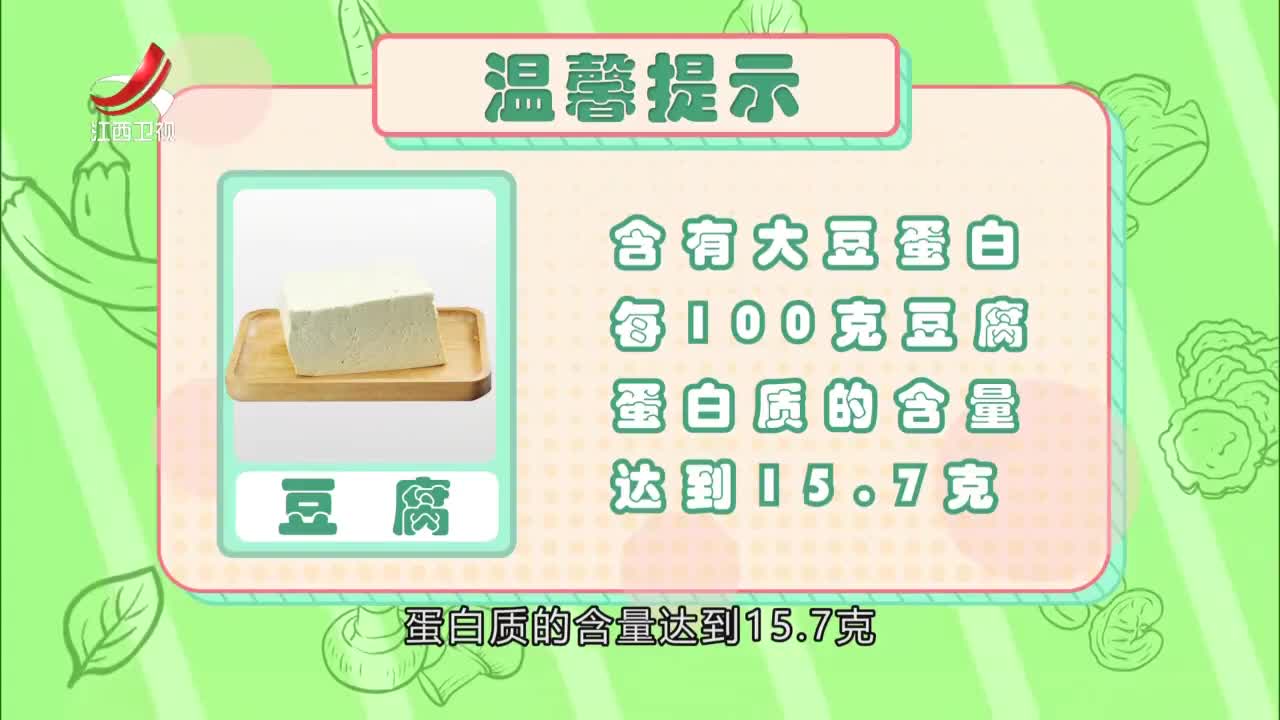 温馨提示
江西卫视
含有大豆蛋白
每100克豆腐
蛋白质的含量
达到15.7克
豆腐
蛋白质的含量达到15.7克